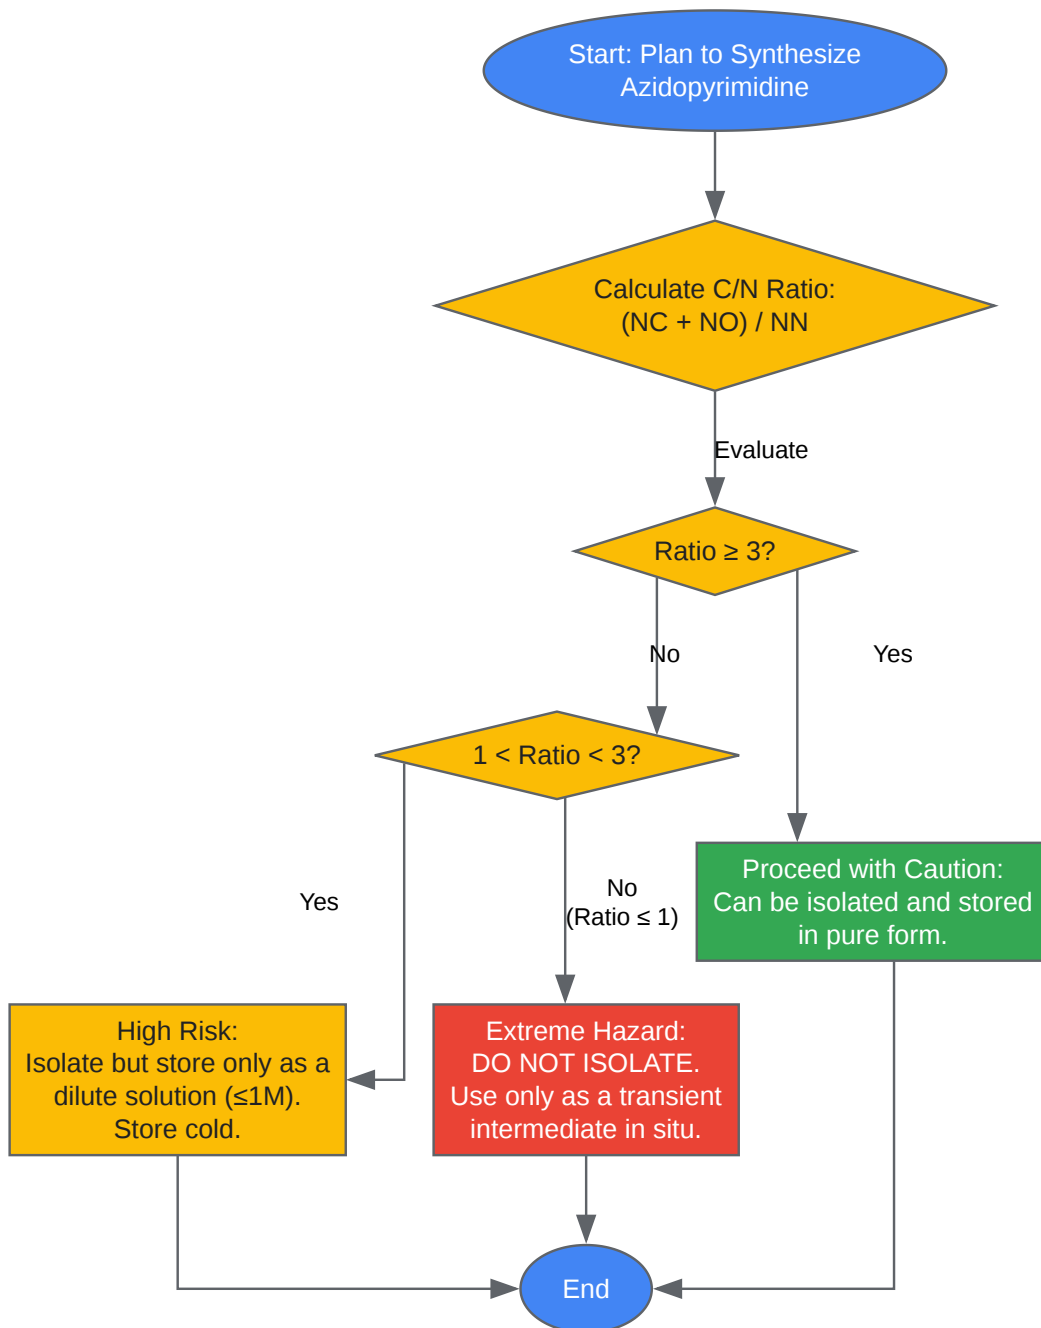 Start: Plan to Synthesize
Azidopyrimidine
Calculate C/N Ratio:
(NC + NO) / NN
Evaluate
Ratio ≥ 3?
No
Yes
1 < Ratio < 3?
Yes
No
(Ratio ≤ 1)
Proceed with Caution:
Can be isolated and stored
in pure form.
High Risk:
Isolate but store only as a
dilute solution (≤1M).
Store cold.
Extreme Hazard:
DO NOT ISOLATE.
Use only as a transient
intermediate in situ.
End